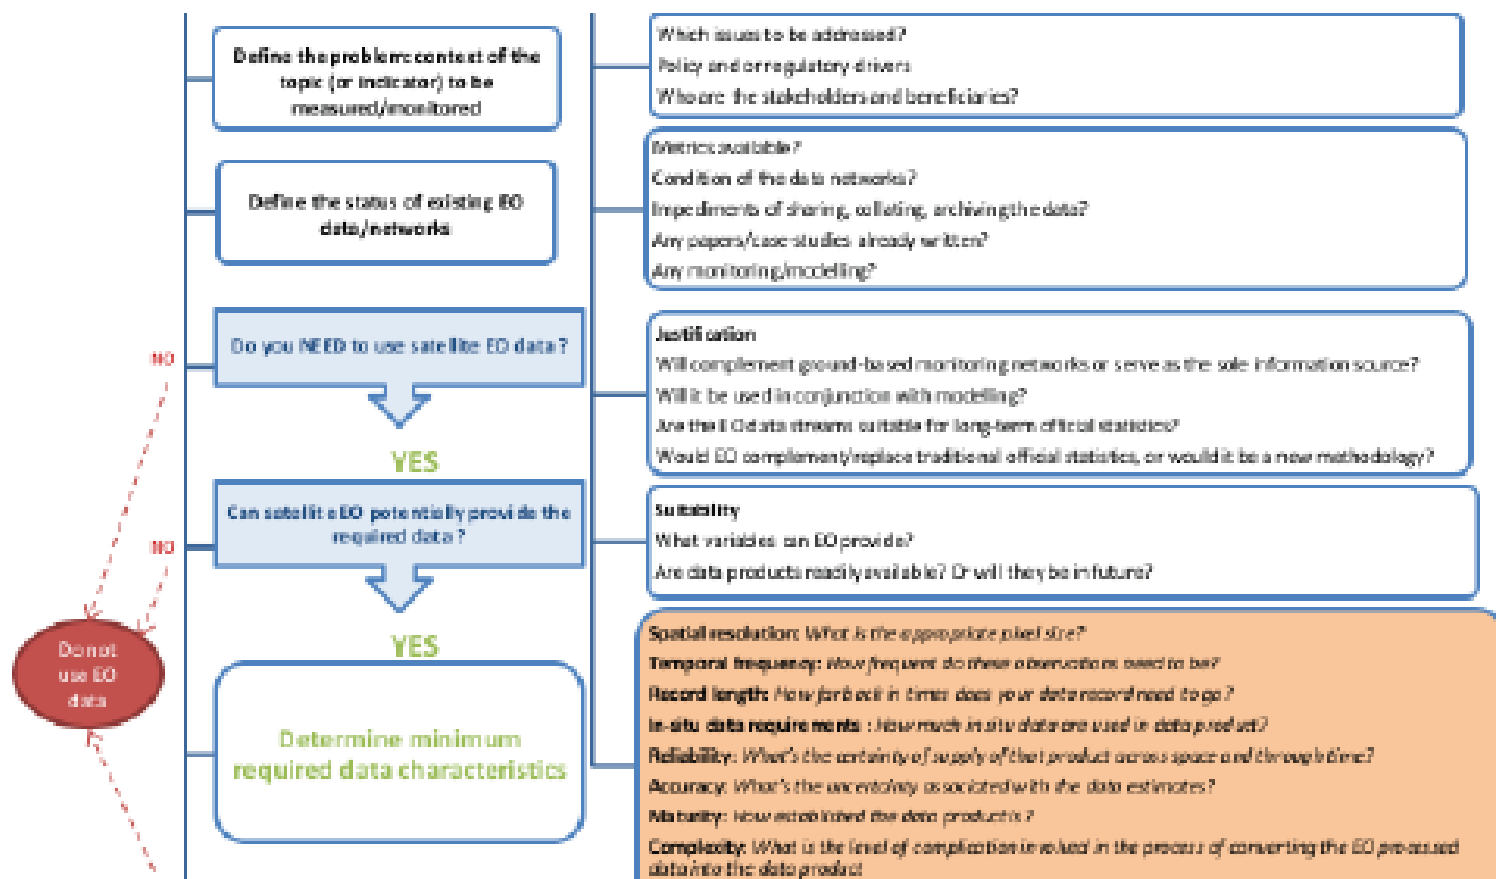 Define the problem: context of the
topic (or indicator) to be
measured/monitored
Which issues to be addressed?
Policy and or regulatory drivers
Who are the stakeholders and beneficiaries?
Define the status of existing EO
data/networks
Metrics available?
Condition of the data networks?
Impediments of sharing, collating, archiving the data?
Any papers/case-studies already written?
Any monitoring/modelling?
NO
Do you NEED to use satellite EO data?
YES
Justification
Will complement ground-based monitoring networks or serve as the sole information source?
Will it be used in conjunction with modelling?
Are the EO data streams suitable for long-term official statistics?
Would EO complement/replace traditional official statistics, or would it be a new methodology?
NO
Can satellite EO potentially provide the
required data?
YES
Suitability
What variables can EO provide?
Are data products readily available? Or will they be in future?
Do not
use EO
data
Determine minimum
required data characteristics
Spatial resolution: What is the appropriate pixel size?
Temporal frequency: How frequent do these observations need to be?
Record length: How far back in times does your data record need to go?
In-situ data requirements : How much in situ data are used in data product?
Reliability: What's the certainty of supply of that product across space and through time?
Accuracy: What's the uncertainty associated with the data estimates?
Maturity: How established the data product is?
Complexity: What is the level of complication involved in the process of converting the EO processed
data into the data product